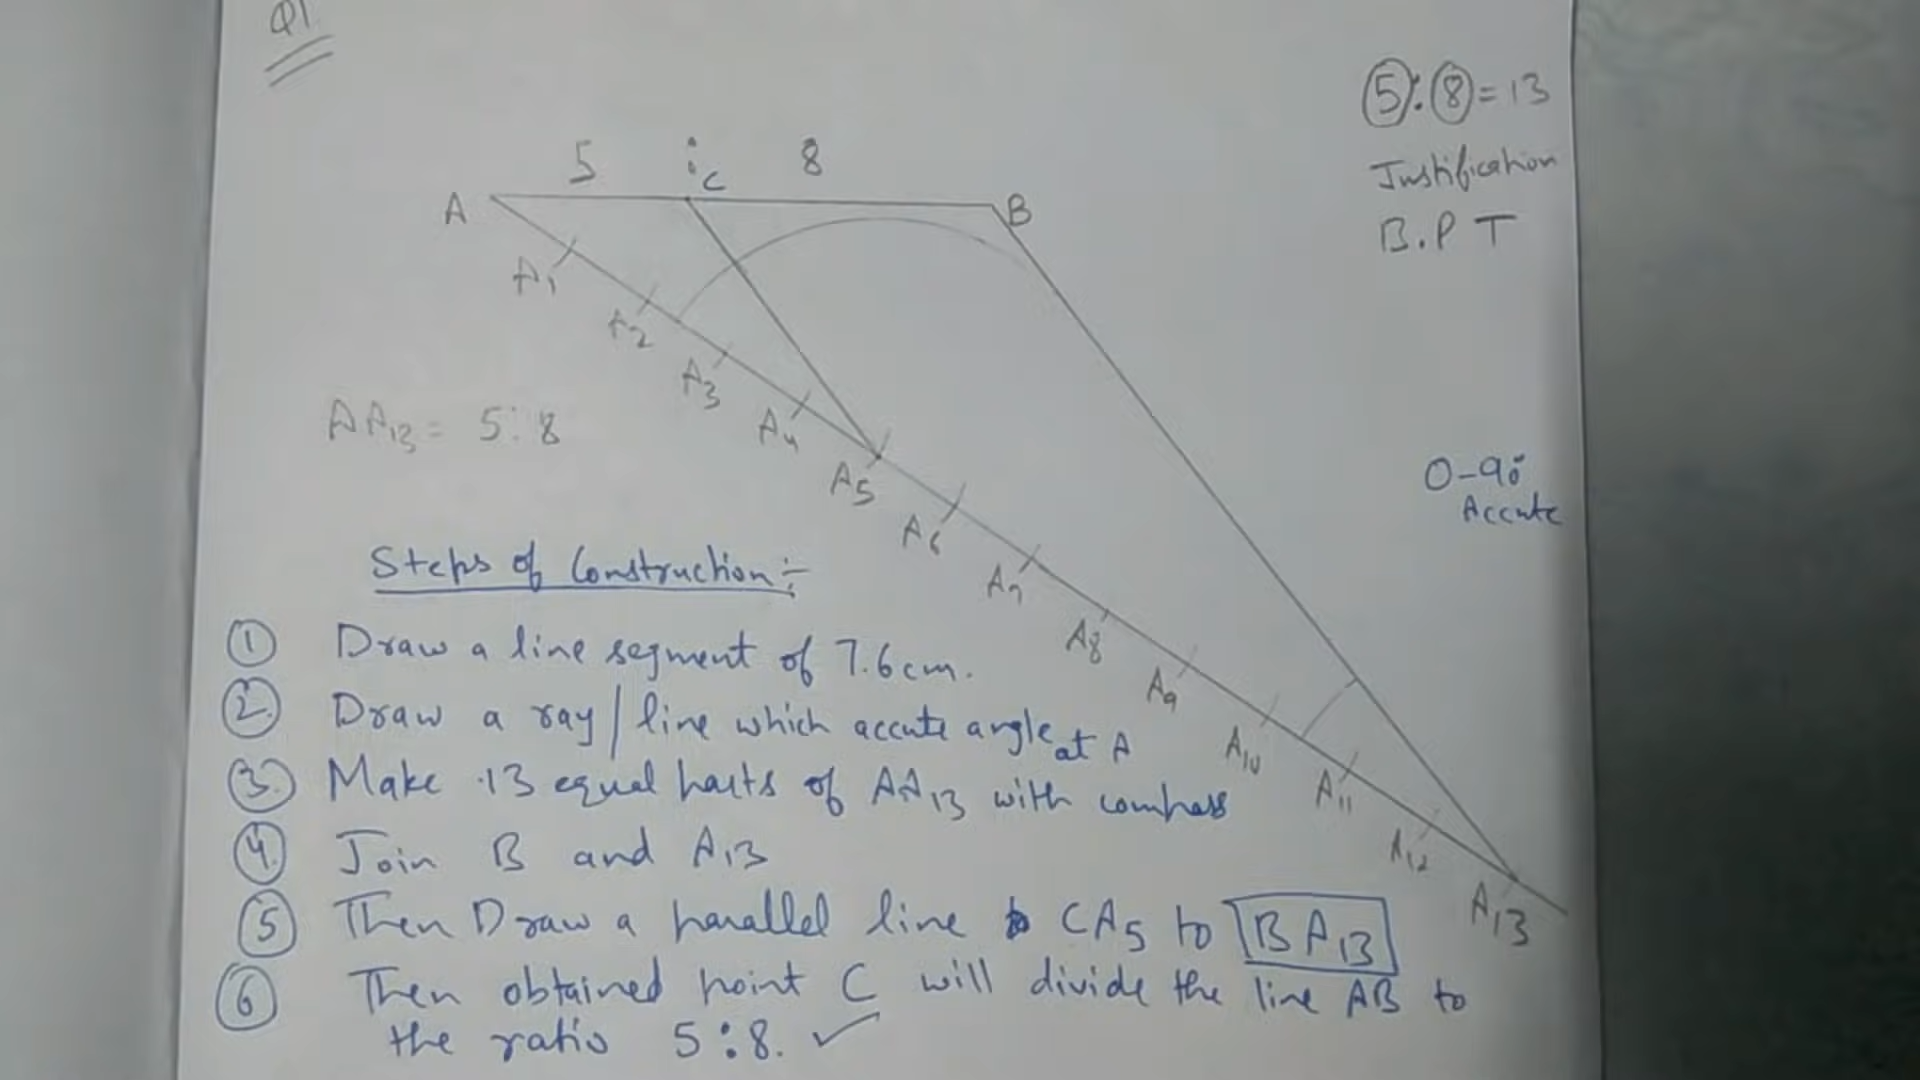 Q1
5 : 8 = 13
Justification
B.P T
5 : 8
A C B
A1
A2
A3
A4
A5
A6
A7
A8
A9
A10
A11
A12
A13
AA13 = 5:8
0-90°
Accute
Steps of Construction:-
1 Draw a line segment of 7.6cm.
2. Draw a ray/line which accute angle at A
3. Make 13 equal parts of AA13 with compass
4. Join B and A13
5 Then Draw a parallel line CA5 to BA13
6 Then obtained point C will divide the line AB to
the ratio 5:8.